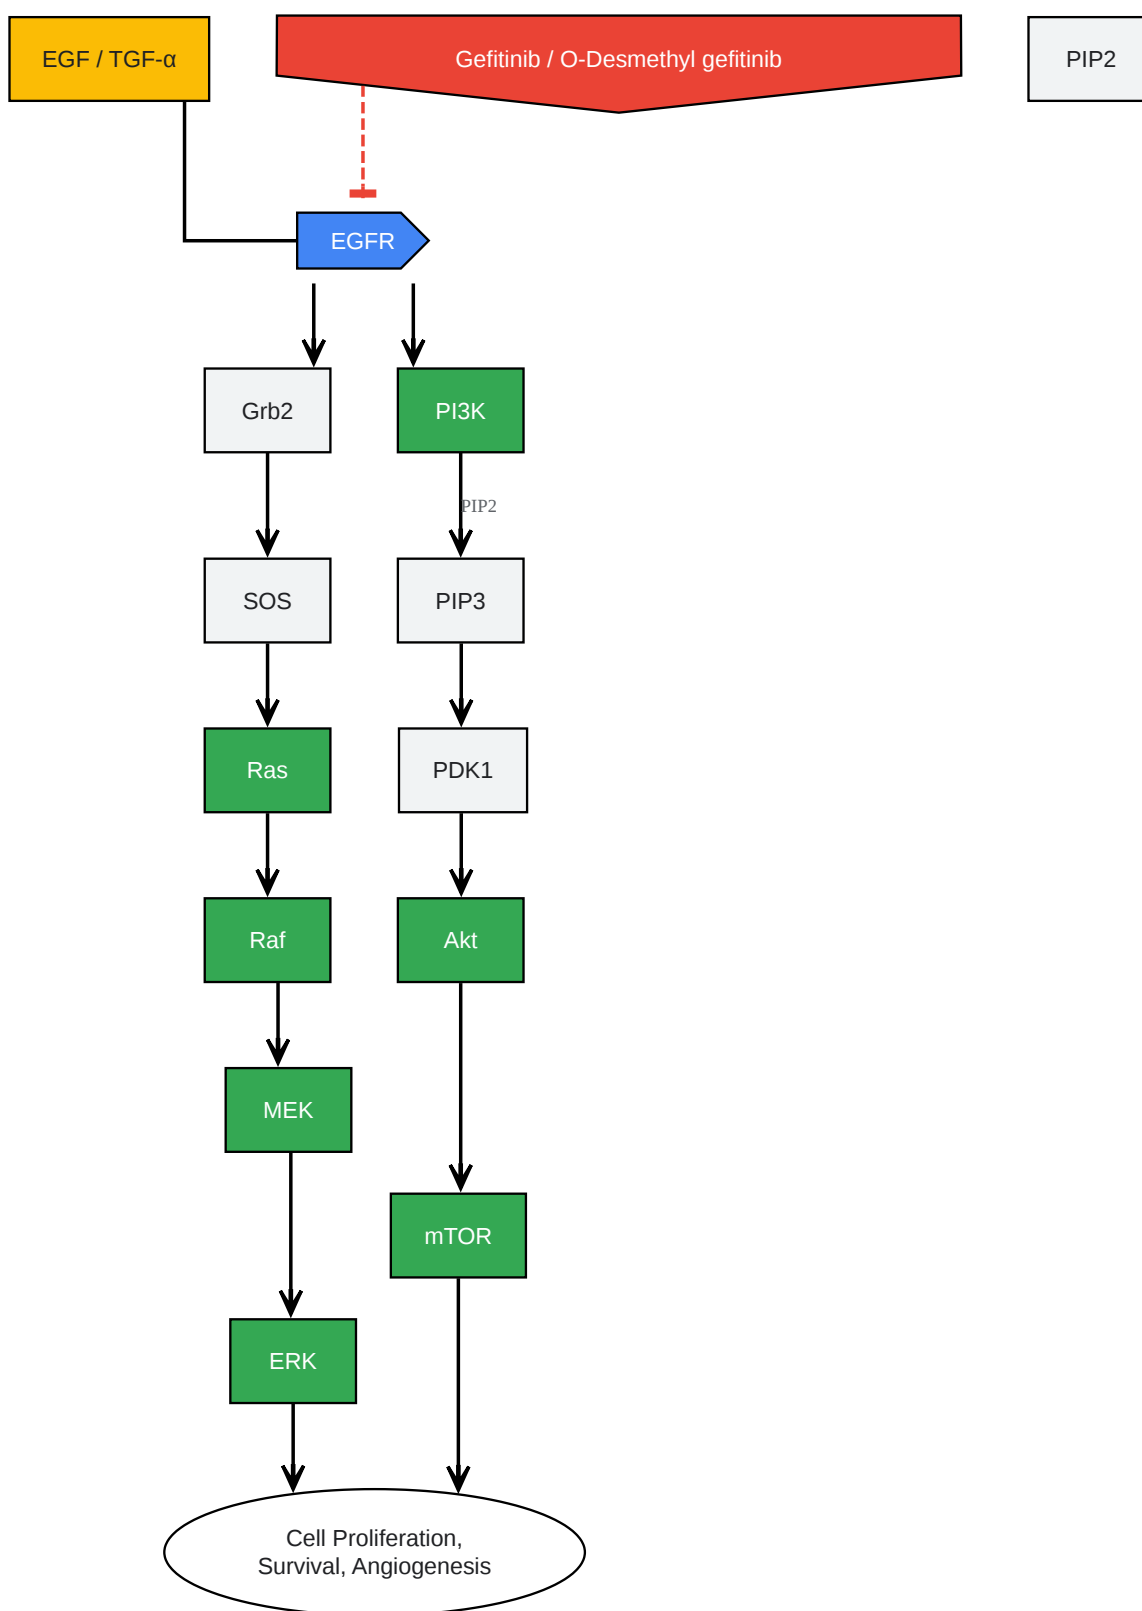 EGF / TGF-α
Gefitinib / O-Desmethyl gefitinib
PIP2
EGFR
Grb2
PI3K
PIP2
SOS
PIP3
Ras
PDK1
Raf
Akt
MEK
mTOR
ERK
Cell Proliferation,
Survival, Angiogenesis